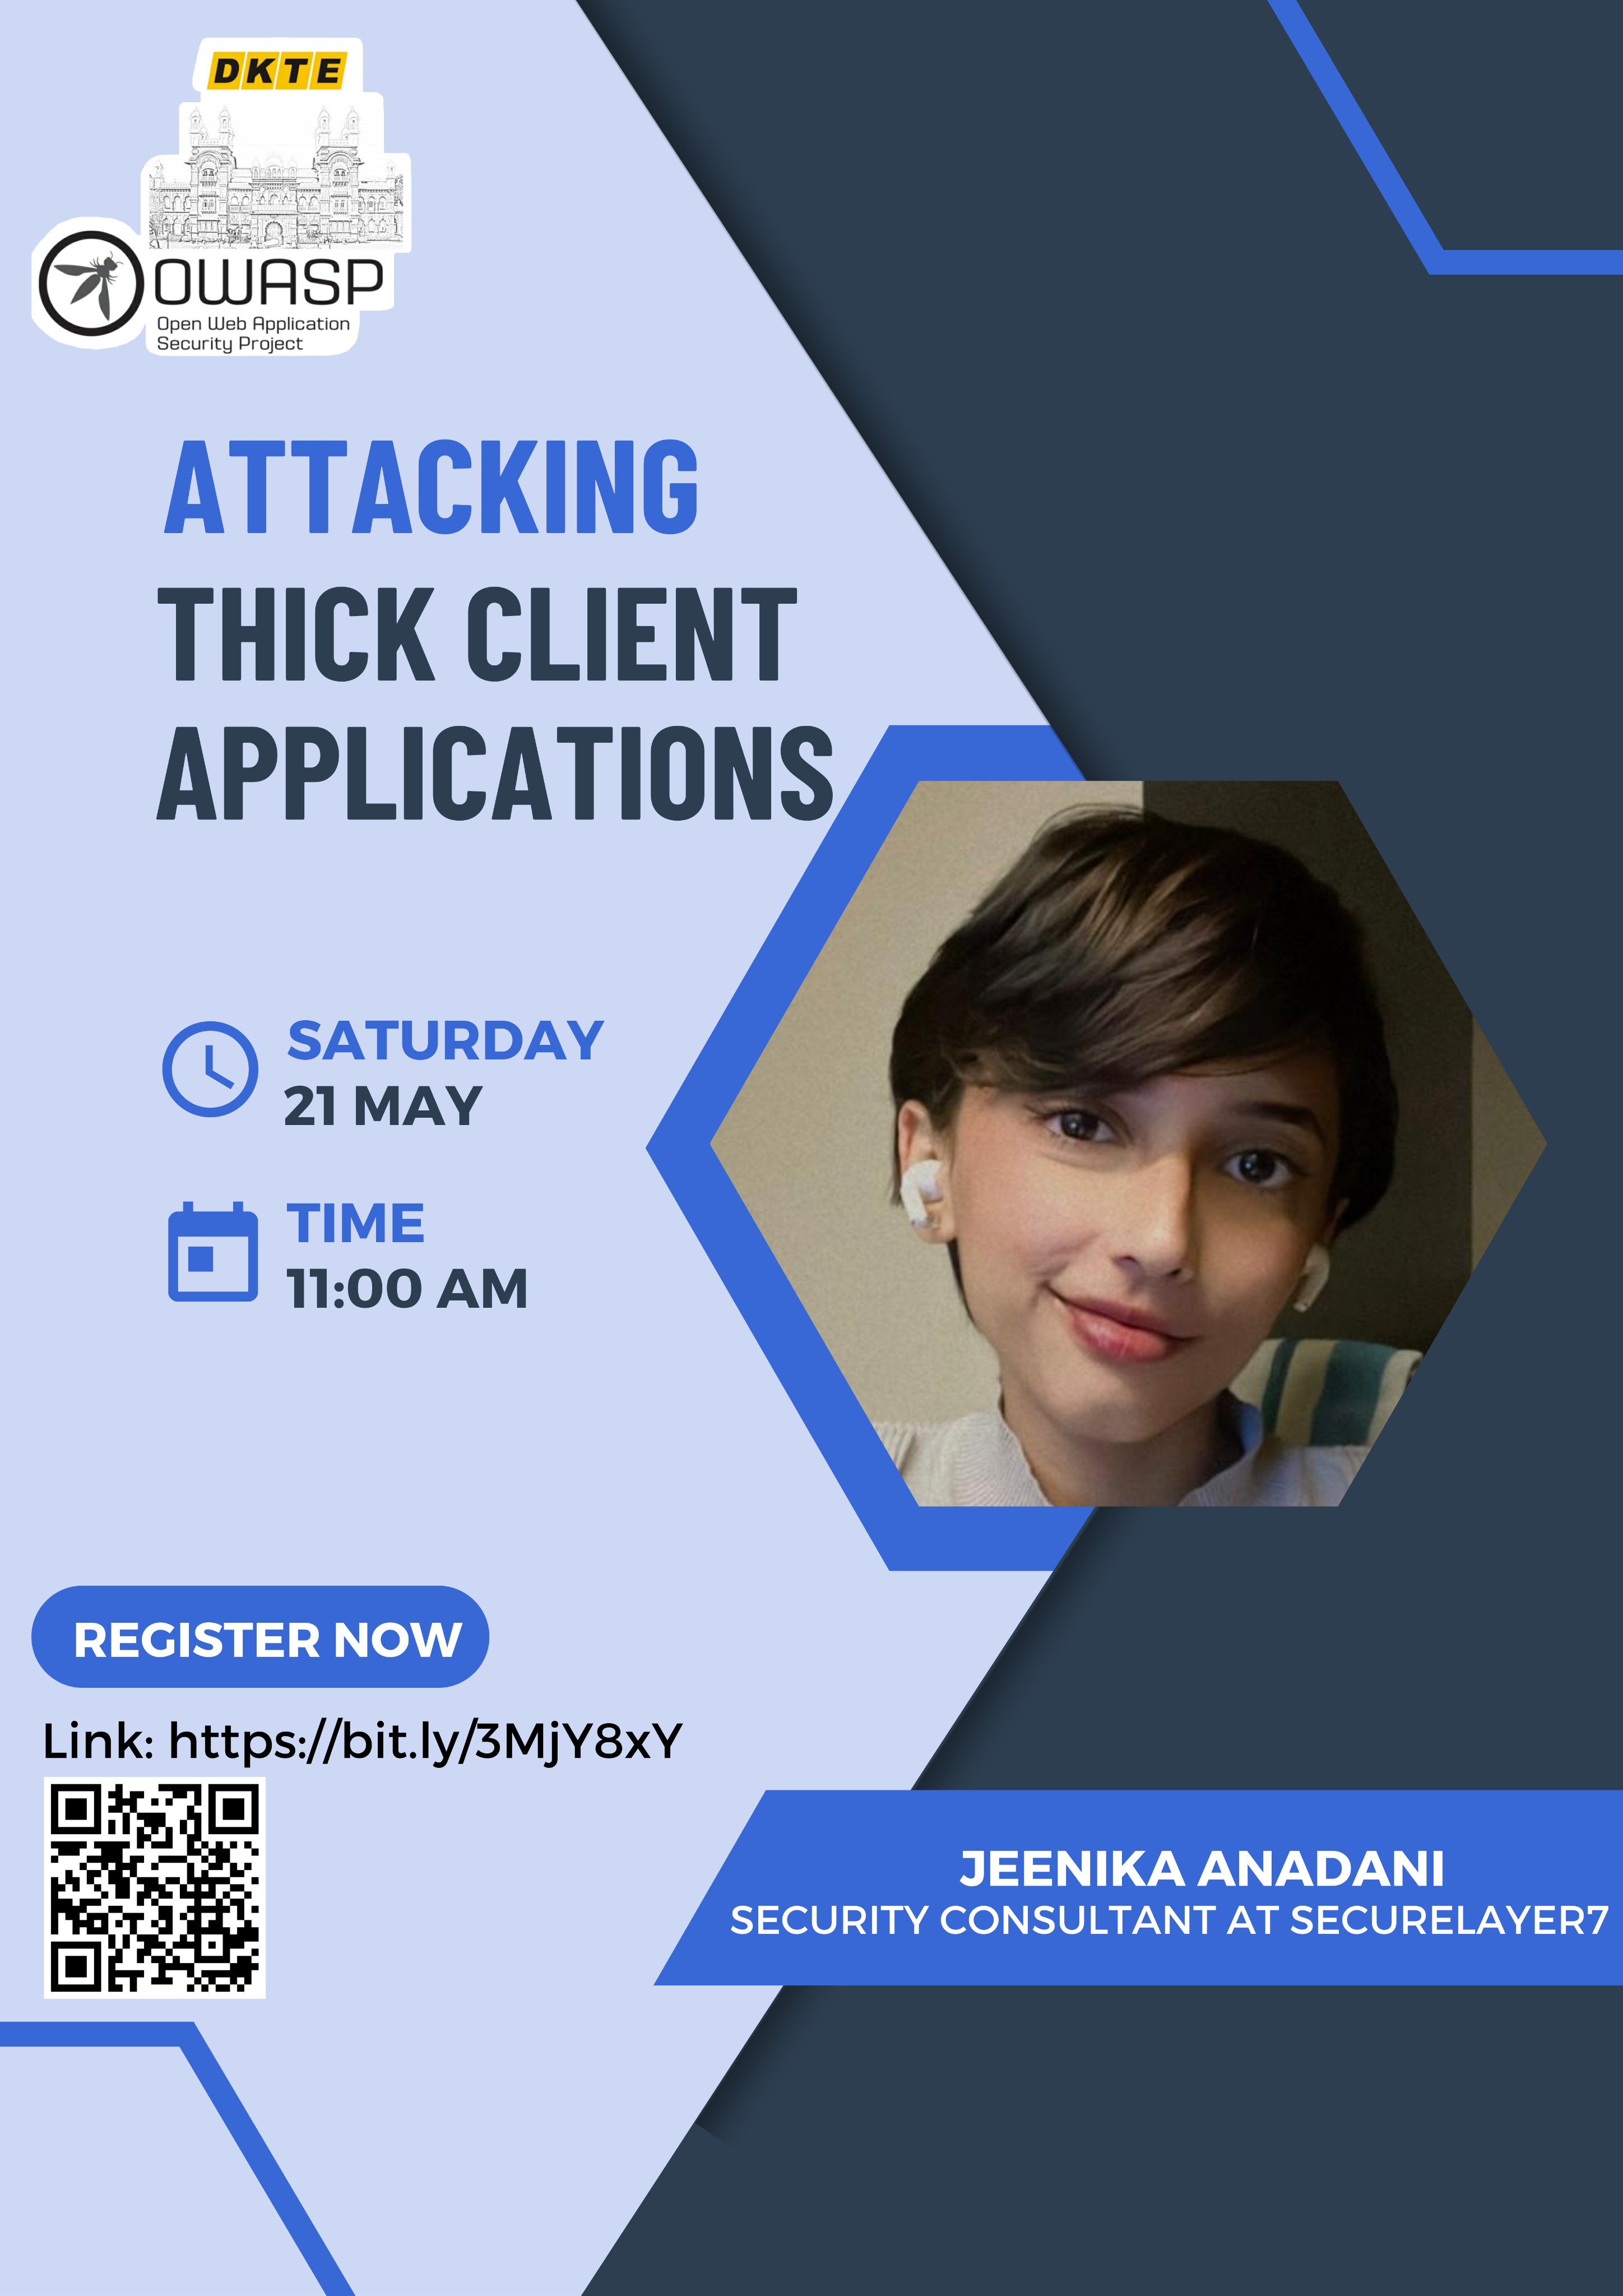 DKTE
OWASP
Open Web Application
Security Project
ATTACKING
THICK CLIENT
APPLICATIONS
SATURDAY
21 MAY
TIME
11:00 AM
REGISTER NOW
Link: https://bit.ly/3MjY8xY
JEENIKA ANADANI
SECURITY CONSULTANT AT SECURELAYER7